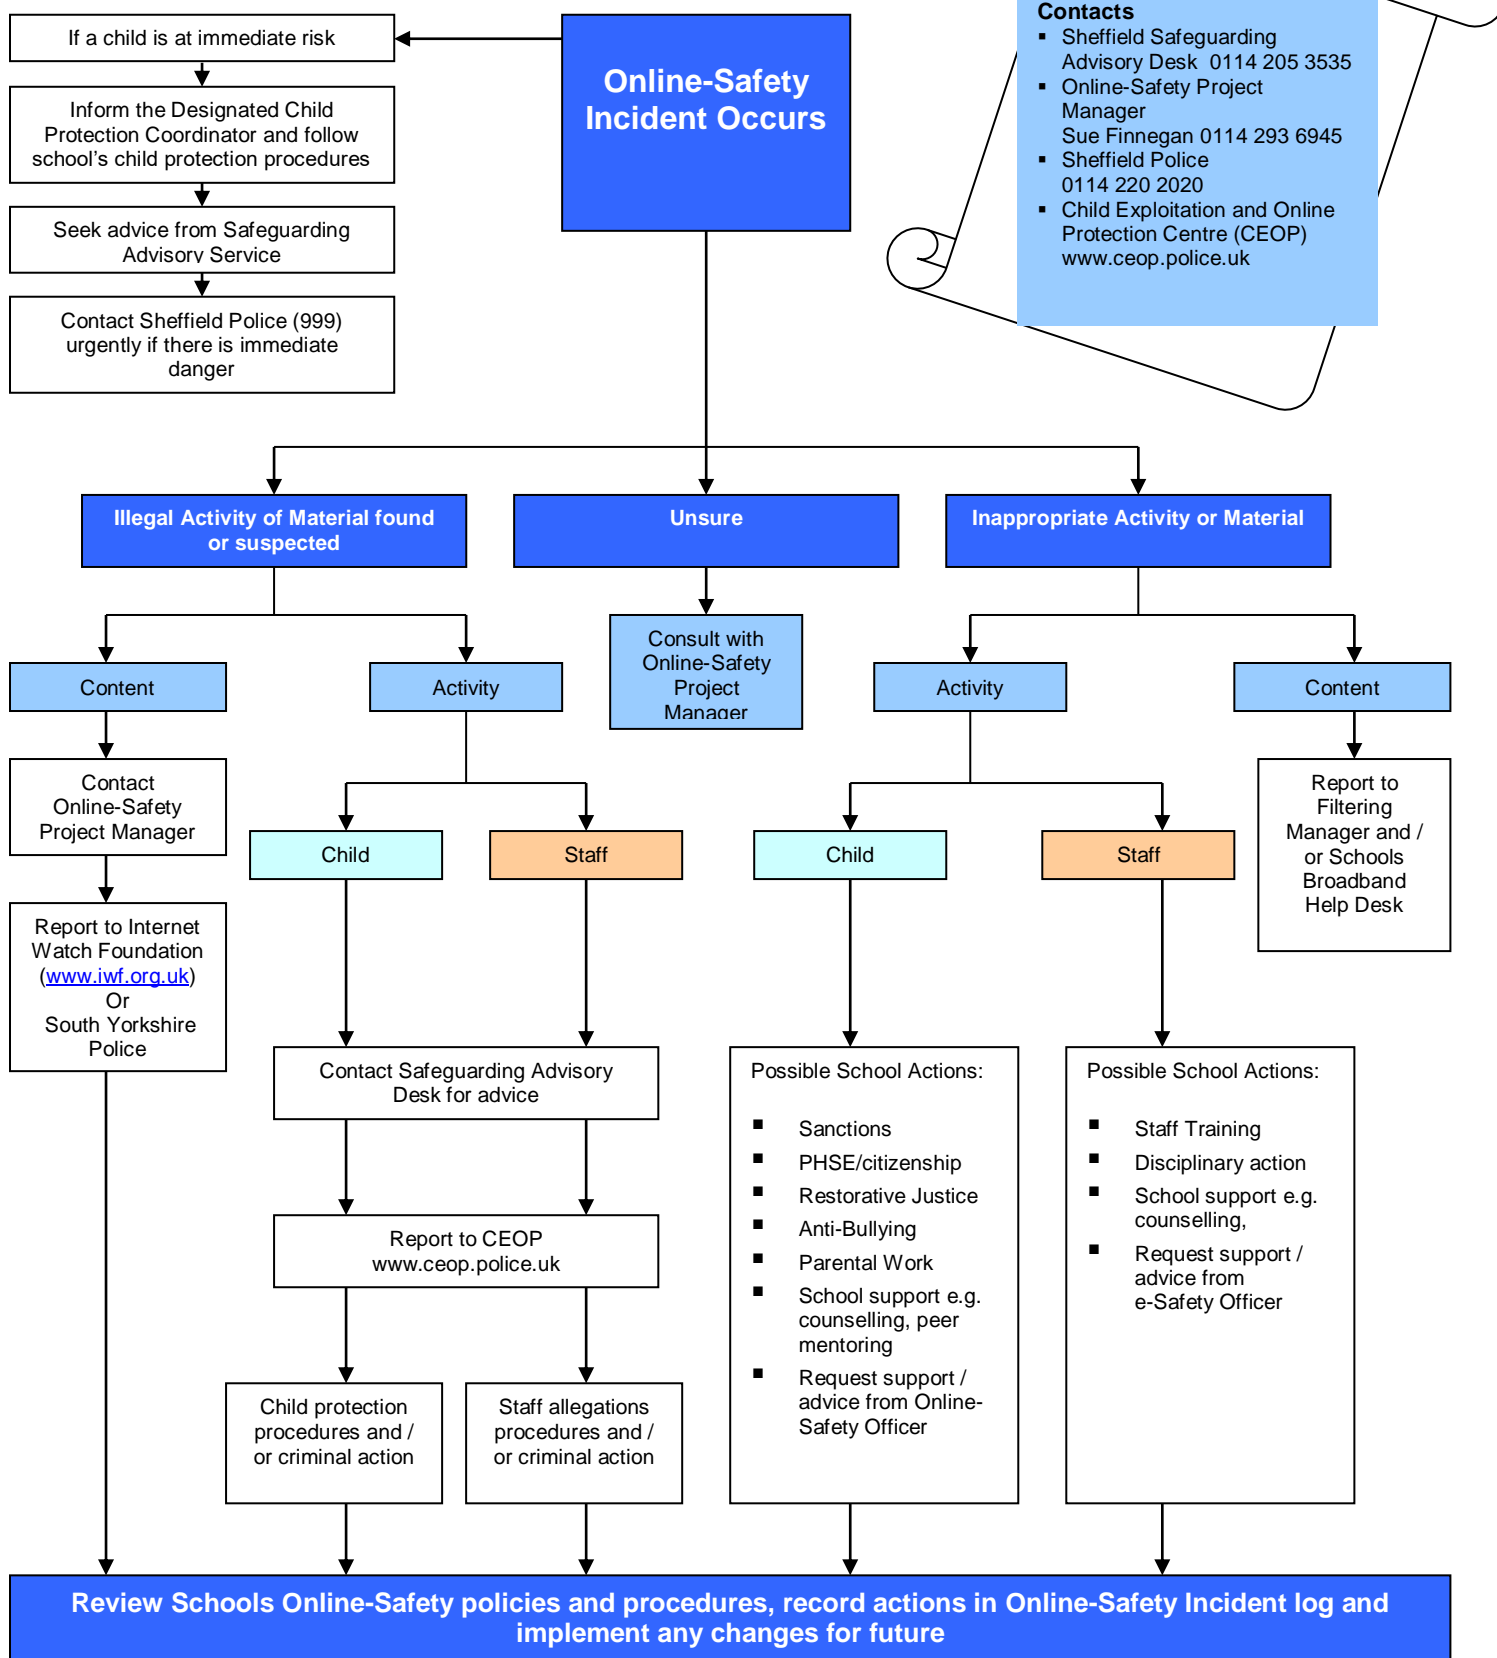 If a child is at immediate risk
Inform the Designated Child
Protection Coordinator and follow
school's child protection procedures
Seek advice from Safeguarding
Advisory Service
Contact Sheffield Police (999)
urgently if there is immediate
danger
Online-Safety
Incident Occurs
Contacts
▪ Sheffield Safeguarding
Advisory Desk 0114 205 3535
▪ Online-Safety Project
Manager
Sue Finnegan 0114 293 6945
▪ Sheffield Police
0114 220 2020
▪ Child Exploitation and Online
Protection Centre (CEOP)
www.ceop.police.uk
Illegal Activity of Material found
or suspected
Unsure
Inappropriate Activity or Material
Content
Activity
Consult with
Online-Safety
Project
Manager
Activity
Content
Contact
Online-Safety
Project Manager
Child
Staff
Child
Staff
Report to
Filtering
Manager and /
or Schools
Broadband
Help Desk
Report to Internet
Watch Foundation
(www.iwf.org.uk)
Or
South Yorkshire
Police
Contact Safeguarding Advisory
Desk for advice
Report to CEOP
www.ceop.police.uk
Child protection
procedures and /
or criminal action
Staff allegations
procedures and /
or criminal action
Possible School Actions:
▪ Sanctions
▪ PHSE/citizenship
▪ Restorative Justice
▪ Anti-Bullying
▪ Parental Work
▪ School support e.g.
counselling, peer
mentoring
▪ Request support /
advice from Online-
Safety Officer
Possible School Actions:
▪ Staff Training
▪ Disciplinary action
▪ School support e.g.
counselling,
▪ Request support /
advice from
e-Safety Officer
Review Schools Online-Safety policies and procedures, record actions in Online-Safety Incident log and
implement any changes for future